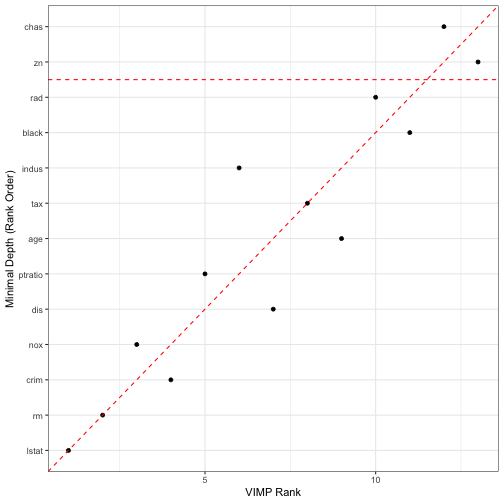 Minimal Depth (Rank Order)
chas
zn
rad
black
indus
tax
age
ptratio
dis
nox
crim
rm
lstat
5
10
VIMP Rank